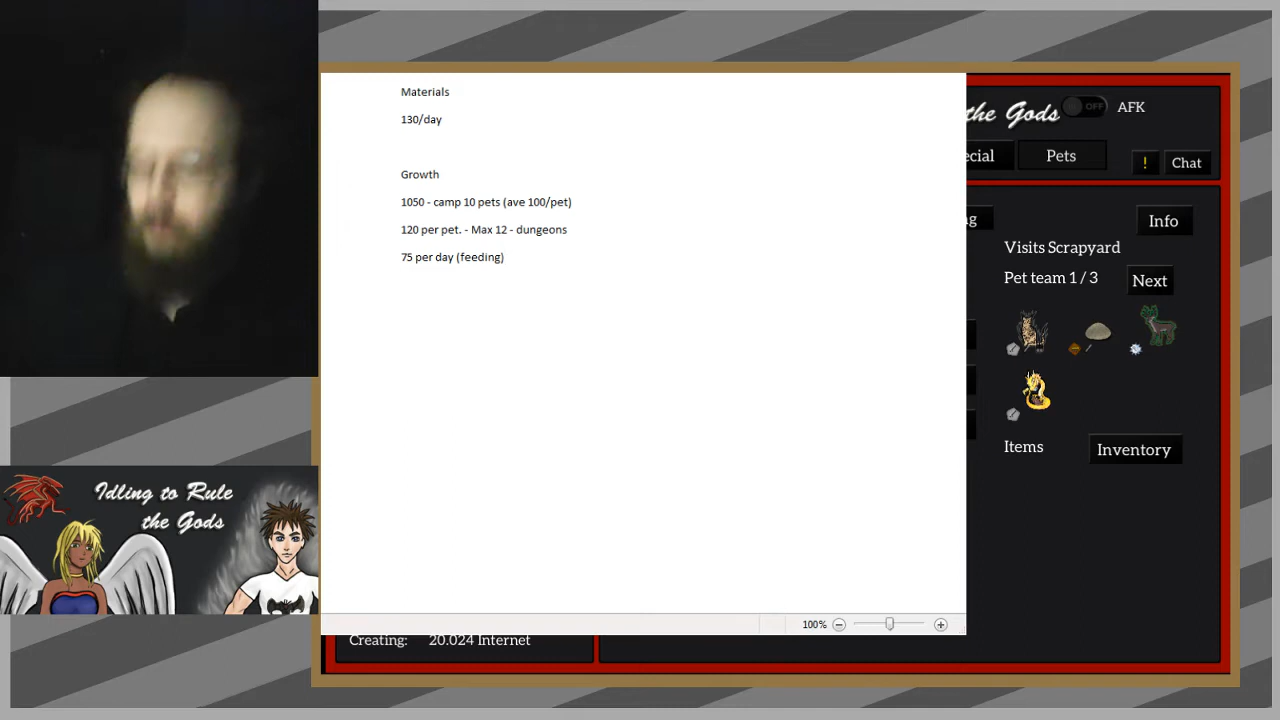 Materials
130/day
Growth
1050 - camp 10 pets (ave 100/pet)
120 per pet. - Max 12 - dungeons
75 per day (feeding)
100%
the Gods
OFF
AFK
ecial
Pets
!
Chat
g
Info
Visits Scrapyard
Pet team 1 / 3
Next
Items
Inventory
Creating: 20.024 Internet
Idling to Rule
the Gods